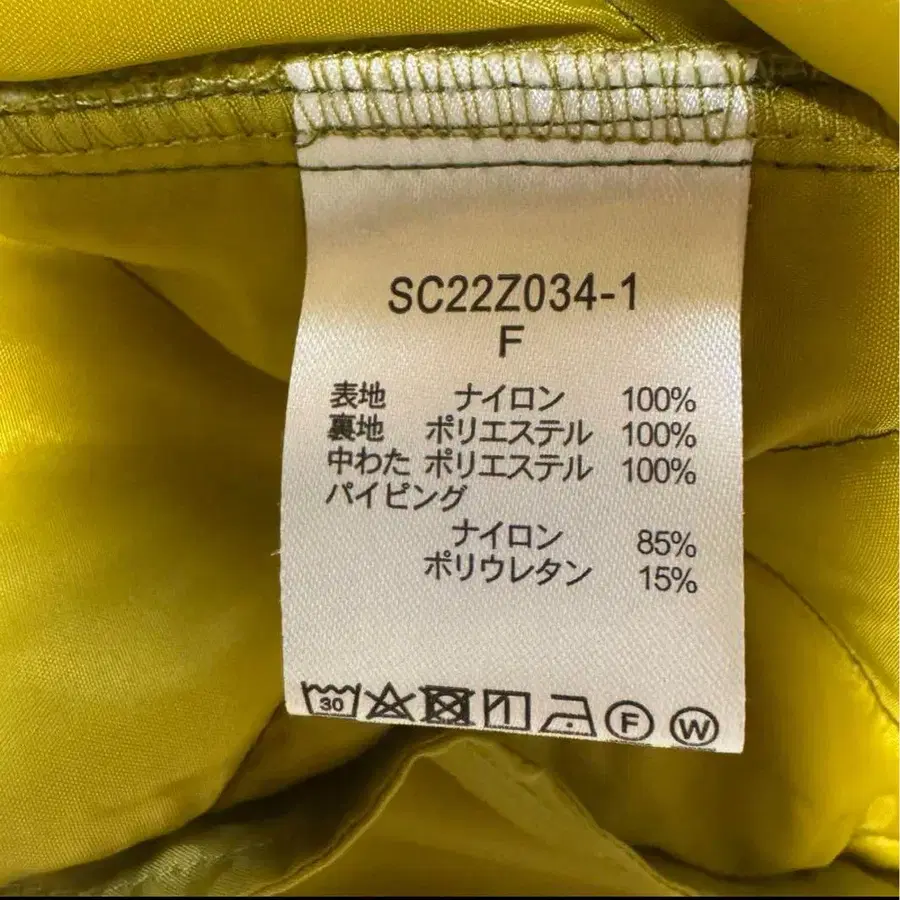 SC22Z034-1
F
表地 ナイロン 100%
裏地 ポリエステル 100%
中わた ポリエステル 100%
パイピング
ナイロン 85%
ポリウレタン 15%
30 F W